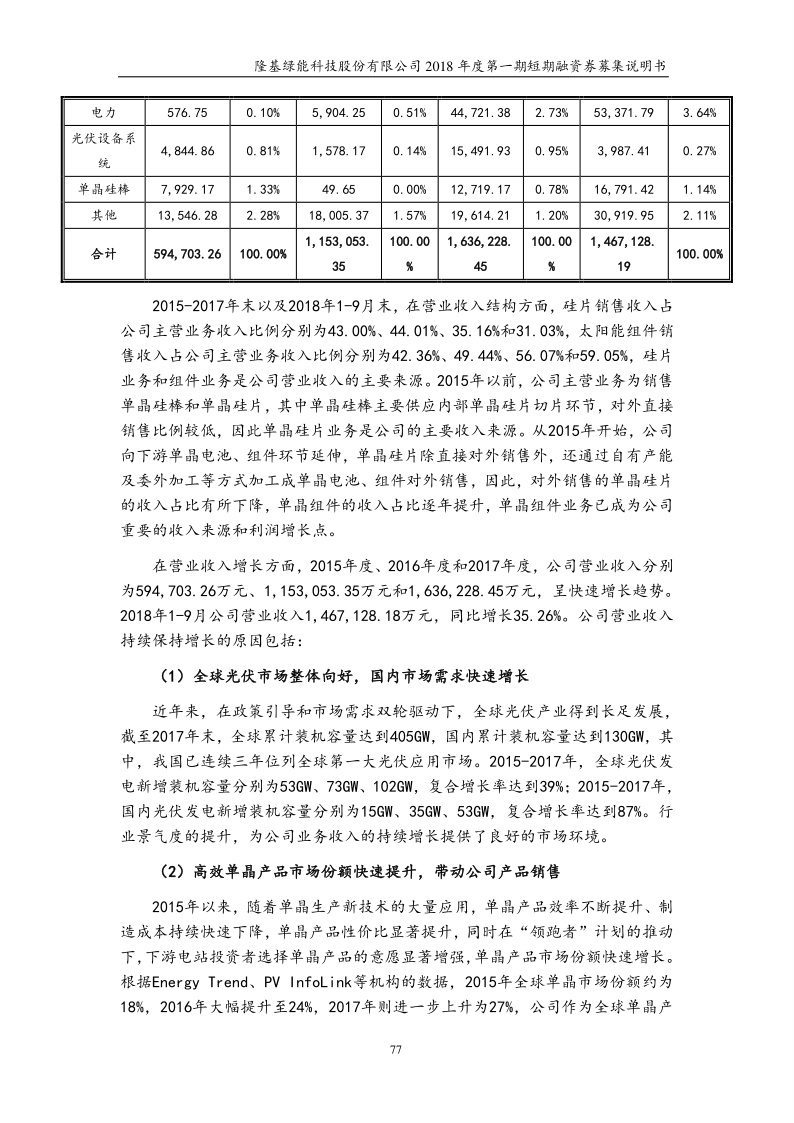 隆基绿能科技股份有限公司 2018 年度第一期短期融资券募集说明书
电力 576.75 0.10% 5,904.25 0.51% 44,721.38 2.73% 53,371.79 3.64%
光伏设备系
统 4,844.86 0.81% 1,578.17 0.14% 15,491.93 0.95% 3,987.41 0.27%
单晶硅棒 7,929.17 1.33% 49.65 0.00% 12,719.17 0.78% 16,791.42 1.14%
其他 13,546.28 2.28% 18,005.37 1.57% 19,614.21 1.20% 30,919.95 2.11%
合计 594,703.26 100.00% 1,153,053. 100.00 1,636,228. 100.00 1,467,128. 100.00%
35 % 45 % 19
2015-2017年末以及2018年1-9月末，在营业收入结构方面，硅片销售收入占
公司主营业务收入比例分别为43.00%、44.01%、35.16%和31.03%，太阳能组件销
售收入占公司主营业务收入比例分别为42.36%、49.44%、56.07%和59.05%，硅片
业务和组件业务是公司营业收入的主要来源。2015年以前，公司主营业务为销售
单晶硅棒和单晶硅片，其中单晶硅棒主要供应内部单晶硅片切片环节，对外直接
销售比例较低，因此单晶硅片业务是公司的主要收入来源。从2015年开始，公司
向下游单晶电池、组件环节延伸，单晶硅片除直接对外销售外，还通过自有产能
及委外加工等方式加工成单晶电池、组件对外销售，因此，对外销售的单晶硅片
的收入占比有所下降，单晶组件的收入占比逐年提升，单晶组件业务已成为公司
重要的收入来源和利润增长点。
在营业收入增长方面，2015年度、2016年度和2017年度，公司营业收入分别
为594,703.26万元、1,153,053.35万元和1,636,228.45万元，呈快速增长趋势。
2018年1-9月公司营业收入1,467,128.18万元，同比增长35.26%。公司营业收入
持续保持增长的原因包括：
（1）全球光伏市场整体向好，国内市场需求快速增长
近年来，在政策引导和市场需求双轮驱动下，全球光伏产业得到长足发展，
截至2017年末，全球累计装机容量达到405GW，国内累计装机容量达到130GW，其
中，我国已连续三年位列全球第一大光伏应用市场。2015-2017年，全球光伏发
电新增装机容量分别为53GW、73GW、102GW，复合增长率达到39%；2015-2017年，
国内光伏发电新增装机容量分别为15GW、35GW、53GW，复合增长率达到87%。行
业景气度的提升，为公司业务收入的持续增长提供了良好的市场环境。
（2）高效单晶产品市场份额快速提升，带动公司产品销售
2015年以来，随着单晶生产新技术的大量应用，单晶产品效率不断提升、制
造成本持续快速下降，单晶产品性价比显著提升，同时在“领跑者”计划的推动
下，下游电站投资者选择单晶产品的意愿显著增强，单晶产品市场份额快速增长。
根据Energy Trend、PV InfoLink等机构的数据，2015年全球单晶市场份额约为
18%，2016年大幅提升至24%，2017年则进一步上升为27%，公司作为全球单晶产
77